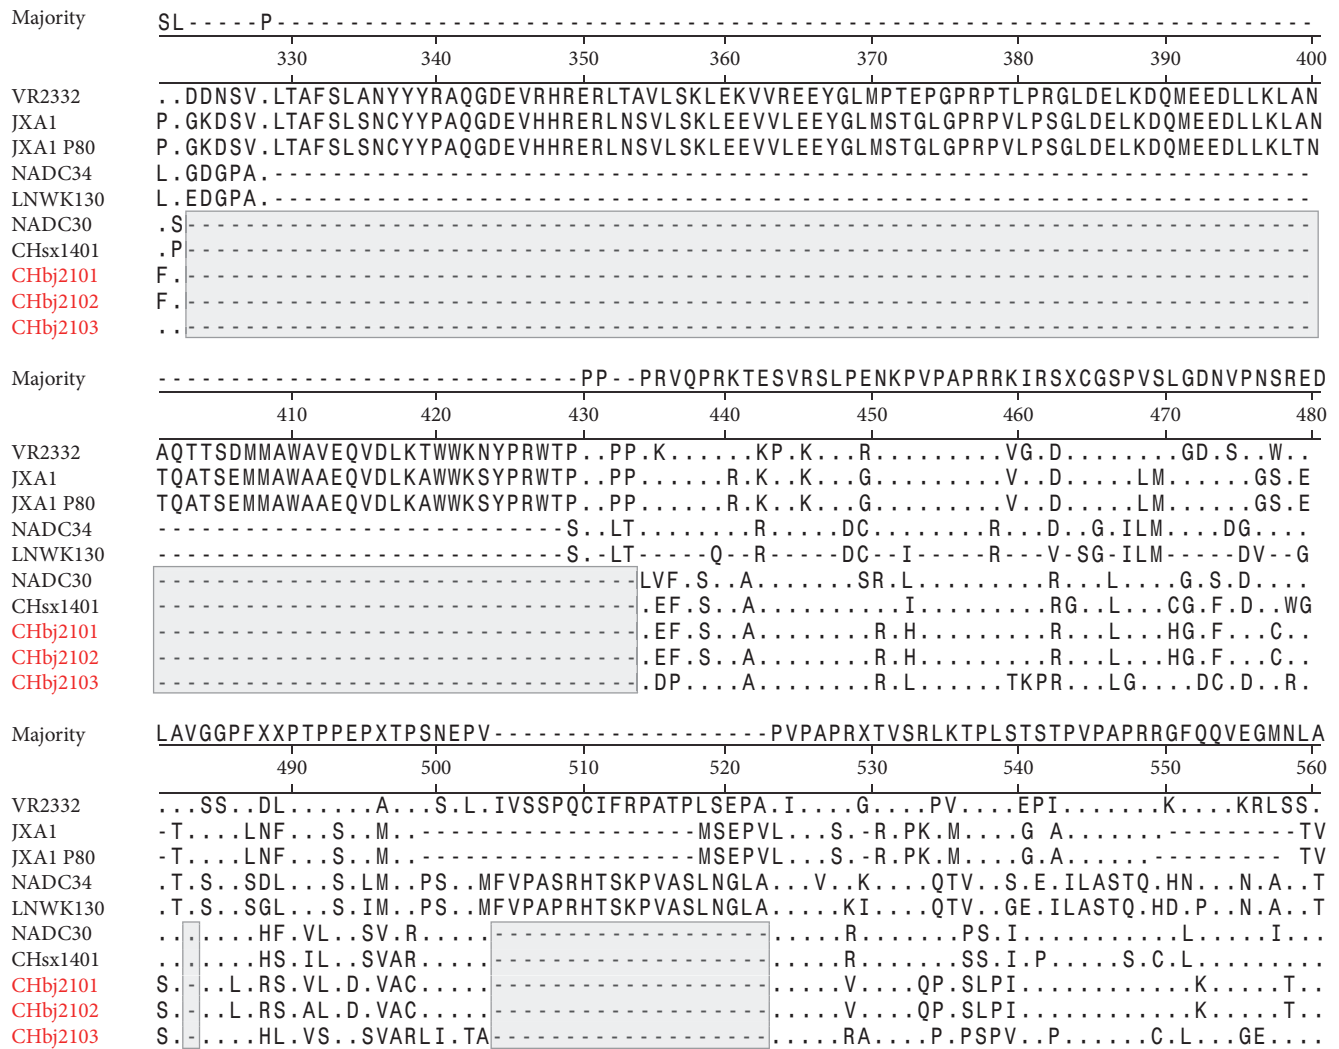 Majority SL-----P------------------------------------------------------------------------
330 340 350 360 370 380 390 400
VR2332 ..DDNSV.LTAFSLANYYYRAQGDEVRHRERLTAVLSKLEKVVREEYGLMPTEPGPRPTLPRGLDELKDQMEEDLLKLAN
JXA1 P.GKDSV.LTAFSLSNCYYPAQGDEVHHRERLNSVLSKLEEVVLEEYGLMSTGLGPRPVLPSGLDELKDQMEEDLLKLAN
JXA1 P80 P.GKDSV.LTAFSLSNCYYPAQGDEVHHRERLNSVLSKLEEVVLEEYGLMSTGLGPRPVLPSGLDELKDQMEEDLLKLTN
NADC34 L.GDGPA.------------------------------------------------------------------------
LNWK130 L.EDGPA.------------------------------------------------------------------------
NADC30 .S------------------------------------------------------------------------------
CHsx1401 .P------------------------------------------------------------------------------
CHbj2101 F.------------------------------------------------------------------------------
CHbj2102 F.------------------------------------------------------------------------------
CHbj2103 ..------------------------------------------------------------------------------
Majority -----------------------------PP--PRVQPRKTESVRSLPENKPVPAPRRKIRSXCGSPVSLGDNVPNSRED
410 420 430 440 450 460 470 480
VR2332 AQTTSDMMAWAVEQVDLKTWWKNYPRWTP..PP.K......KP.K...R.........VG.D........GD.S..W..
JXA1 TQATSEMMAWAAEQVDLKAWWKSYPRWTP..PP......R.K..K...G.........V..D.....LM......GS.E
JXA1 P80 TQATSEMMAWAAEQVDLKAWWKSYPRWTP..PP......R.K..K...G.........V..D.....LM......GS.E
NADC34 ----------------------------S..LT........R.....DC........R...D..G.ILM....DG....
LNWK130 ----------------------------S..LT-----Q--R-----DC--I-----R---V-SG-ILM-----DV--G
NADC30 ---------------------------------LVF.S..A.......SR.L.........R...L....G.S.D....
CHsx1401 ---------------------------------.EF.S..A..........I.........RG..L...CG.F.D..WG
CHbj2101 ---------------------------------.EF.S..A........R.H.........R...L...HG.F...C..
CHbj2102 ---------------------------------.EF.S..A........R.H.........R...L...HG.F...C..
CHbj2103 ---------------------------------.DP....A........R.L......TKPR...LG....DC.D..R.
Majority LAVGGPFXXPTPPEPXTPSNEPV-------------------PVPAPRXTVSRLKTPLSTSTPVPAPRRGFQQVEGMNLA
490 500 510 520 530 540 550 560
VR2332 ...SS..DL......A...S.L.IVSSPQCIFRPATPLSEPA.I....G....PV....EPI.......K....KRLSS.
JXA1 -T....LNF...S..M..-------------------MSEPVL...S.-R.PK.M....G A.......---------TV
JXA1 P80 -T....LNF...S..M..-------------------MSEPVL...S.-R.PK.M....G.A.......--------- TV
NADC34 .T.S..SDL...S.LM..PS..MFVPASRHTSKPVASLNGLA...V..K....QTV..S.E.ILASTQ.HN...N.A..T
LNWK130 .T.S..SGL...S.IM..PS..MFVPAPRHTSKPVASLNGLA.....KI....QTV..GE.ILASTQ.HD.P..N.A..T
NADC30 ..-....HF.VL..SV.R.....-------------------.....R.......PS.I...........L.....I...
CHsx1401 ..-....HS.IL..SVAR.....-------------------.....R.......SS.I.P.....S.C.L.........
CHbj2101 S.-..L.RS.VL.D.VAC.....-------------------.....V....QP.SLPI............K.....T..
CHbj2102 S.-..L.RS.AL.D.VAC.....-------------------.....V....QP.SLPI............K.....T..
CHbj2103 S.-....HL.VS..SVARLI.TA-------------------.....RA....P.PSPV..P......C.L...GE....